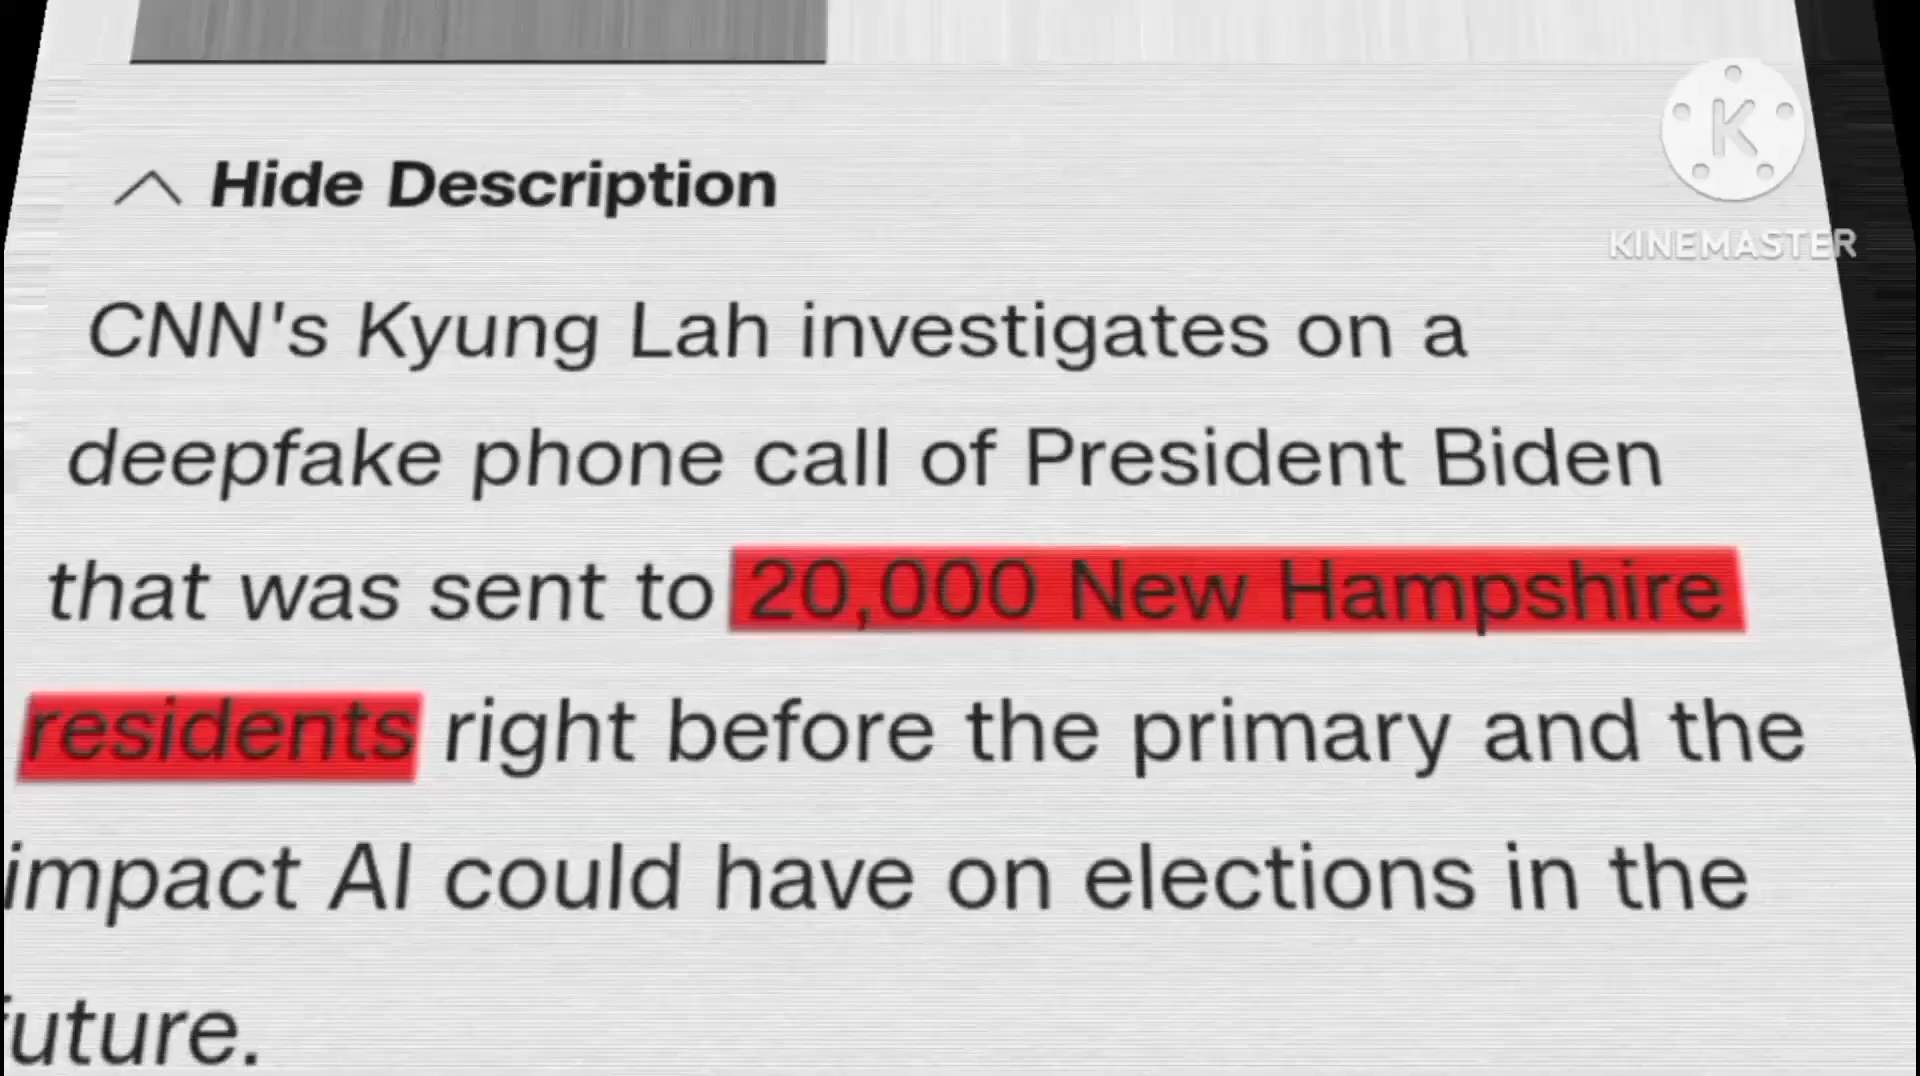 Hide Description
K
KINEMASTER
CNN's Kyung Lah investigates on a
deepfake phone call of President Biden
that was sent to 20,000 New Hampshire
residents right before the primary and the
impact AI could have on elections in the
future.